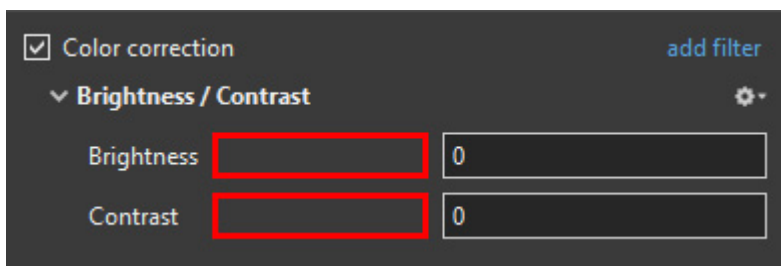 Color correction add filter
Brightness / Contrast
Brightness 0
Contrast 0